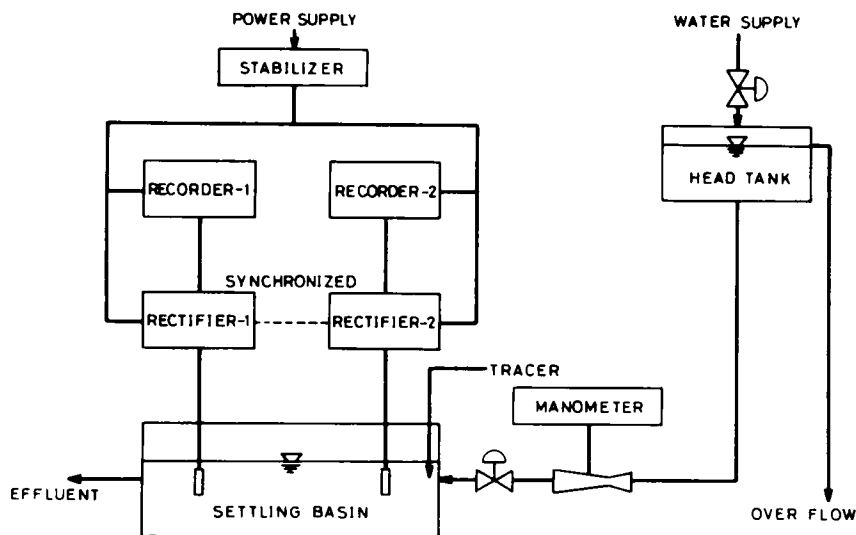 POWER SUPPLY
WATER SUPPLY
STABILIZER
RECORDER-1
RECORDER-2
HEAD TANK
SYNCHRONIZED
RECTIFIER-1
RECTIFIER-2
TRACER
MANOMETER
EFFLUENT
SETTLING BASIN
OVER FLOW